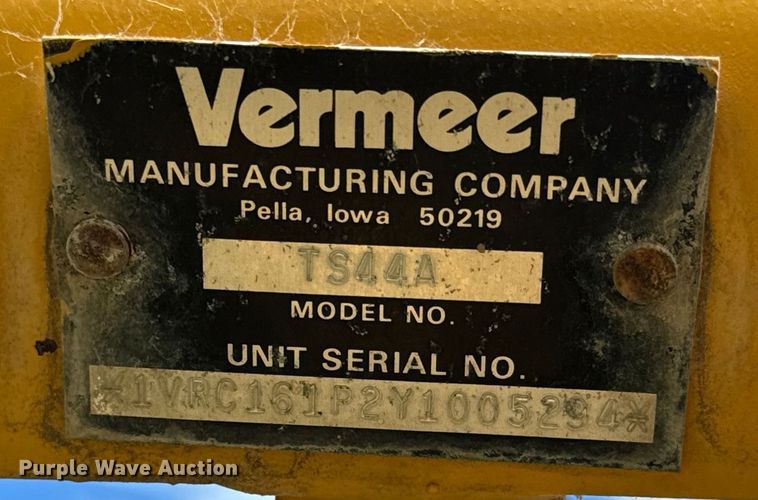 Vermeer
MANUFACTURING COMPANY
Pella, Iowa 50219
TS44A
MODEL NO.
UNIT SERIAL NO.
*1VRC161P2Y1005294*
Purple Wave Auction